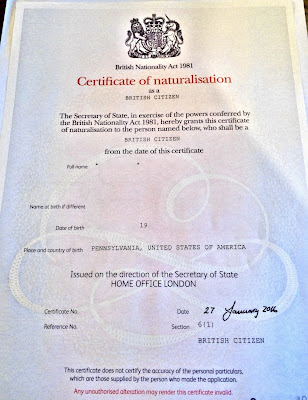 British Nationality Act 1981
Certificate of naturalisation
as a
BRITISH CITIZEN
The Secretary of State, in exercise of the powers conferred by
the British Nationality Act 1981, hereby grants this certificate
of naturalisation to the person named below, who shall be a
BRITISH CITIZEN
from the date of this certificate
Full name
Name at birth if different
Date of birth 19
Place and country of birth PENNSYLVANIA, UNITED STATES OF AMERICA
Issued on the direction of the Secretary of State
HOME OFFICE LONDON
Certificate No. Date 27 January 2016
Reference No. Section 6(1)
BRITISH CITIZEN
This certificate does not certify the accuracy of the personal particulars,
which are those supplied by the person who made the application.
Any unauthorised alteration may render this certificate invalid.